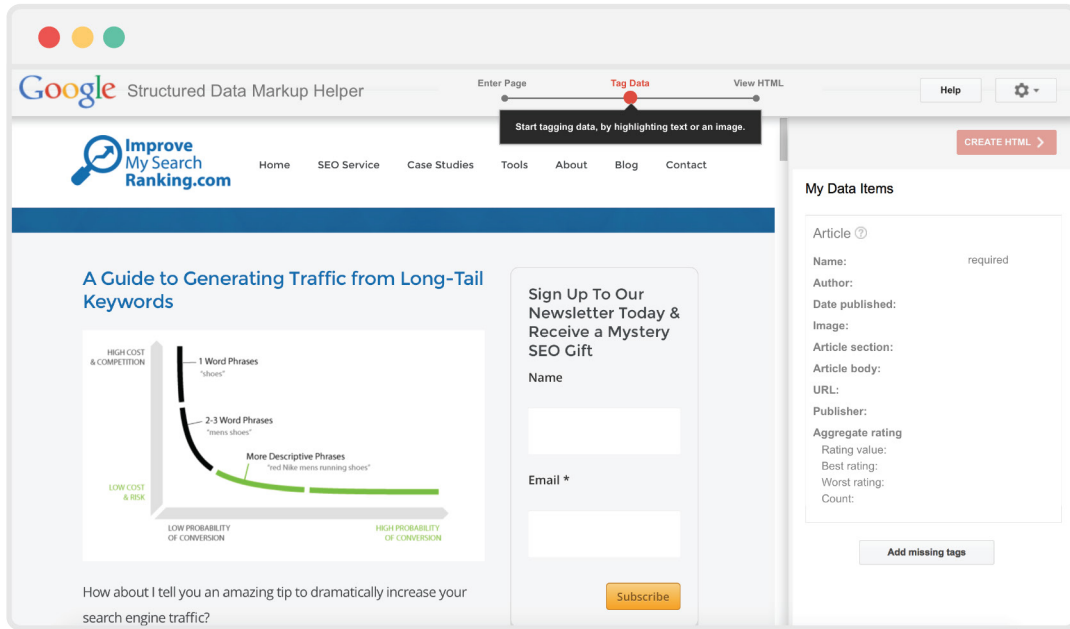 Google Structured Data Markup Helper
Enter Page
Tag Data
View HTML
Help
Start tagging data, by highlighting text or an image.
CREATE HTML
Improve
My Search
Ranking.com
Home
SEO Service
Case Studies
Tools
About
Blog
Contact
A Guide to Generating Traffic from Long-Tail
Keywords
HIGH COST
& COMPETITION
1 Word Phrases
"shoes"
2-3 Word Phrases
"mens shoes"
More Descriptive Phrases
"red Nike mens running shoes"
LOW COST
& RISK
LOW PROBABILITY
OF CONVERSION
HIGH PROBABILITY
OF CONVERSION
How about I tell you an amazing tip to dramatically increase your
search engine traffic?
Sign Up To Our
Newsletter Today &
Receive a Mystery
SEO Gift
Name
Email *
Subscribe
My Data Items
Article ?
Name: required
Author:
Date published:
Image:
Article section:
Article body:
URL:
Publisher:
Aggregate rating
Rating value:
Best rating:
Worst rating:
Count:
Add missing tags